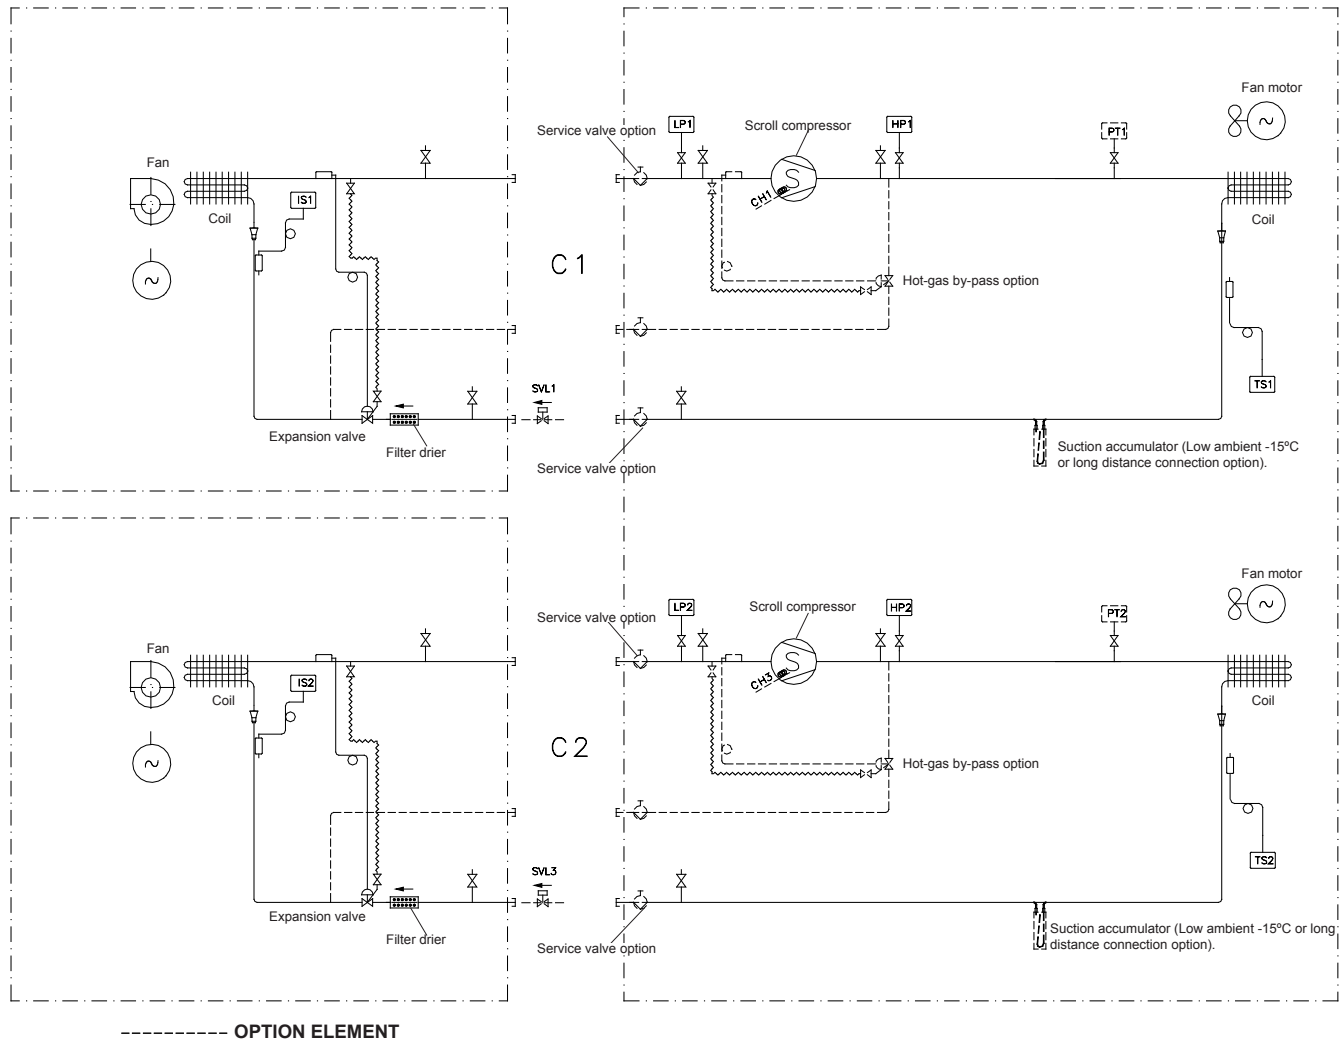 Fan motor
LP1
Scroll compressor
HP1
PT1
Service valve option
Fan
CH1
IS1
Coil
Coil
C1
Hot-gas by-pass option
TS1
SVL1
Expansion valve
Filter drier
Service valve option
Suction accumulator (Low ambient -15ºC
or long distance connection option).
Fan motor
LP2
Scroll compressor
HP2
PT2
Service valve option
Fan
CH3
IS2
Coil
Coil
C2
Hot-gas by-pass option
TS2
SVL3
Expansion valve
Filter drier
Service valve option
Suction accumulator (Low ambient -15ºC or long
distance connection option).
---------- OPTION ELEMENT